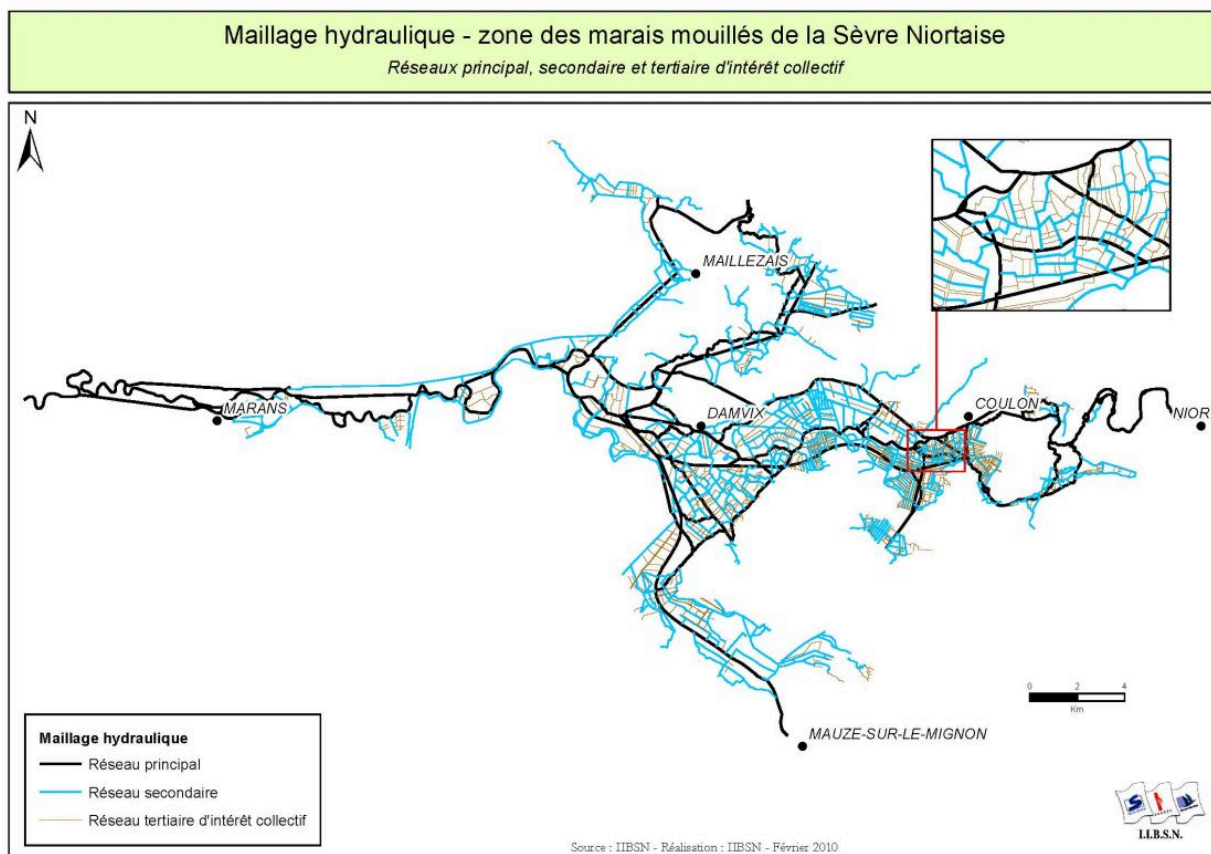 Maillage hydraulique - zone des marais mouillés de la Sèvre Niortaise
Réseaux principal, secondaire et tertiaire d'intérêt collectif
N
MAILLEZAIS
MARANS
DAMVIX
COULON
NIOR
MAUZE-SUR-LE-MIGNON
0 2 4
Km
Maillage hydraulique
Réseau principal
Réseau secondaire
Réseau tertiaire d'intérêt collectif
I.I.B.S.N.
Source : IIBSN - Réalisation : IIBSN - Février 2010